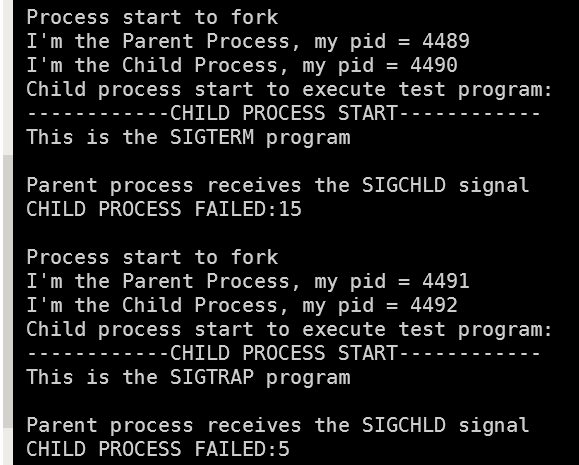 Process start to fork
I'm the Parent Process, my pid = 4489
I'm the Child Process, my pid = 4490
Child process start to execute test program:
------------CHILD PROCESS START------------
This is the SIGTERM program

Parent process receives the SIGCHLD signal
CHILD PROCESS FAILED:15

Process start to fork
I'm the Parent Process, my pid = 4491
I'm the Child Process, my pid = 4492
Child process start to execute test program:
------------CHILD PROCESS START------------
This is the SIGTRAP program

Parent process receives the SIGCHLD signal
CHILD PROCESS FAILED:5